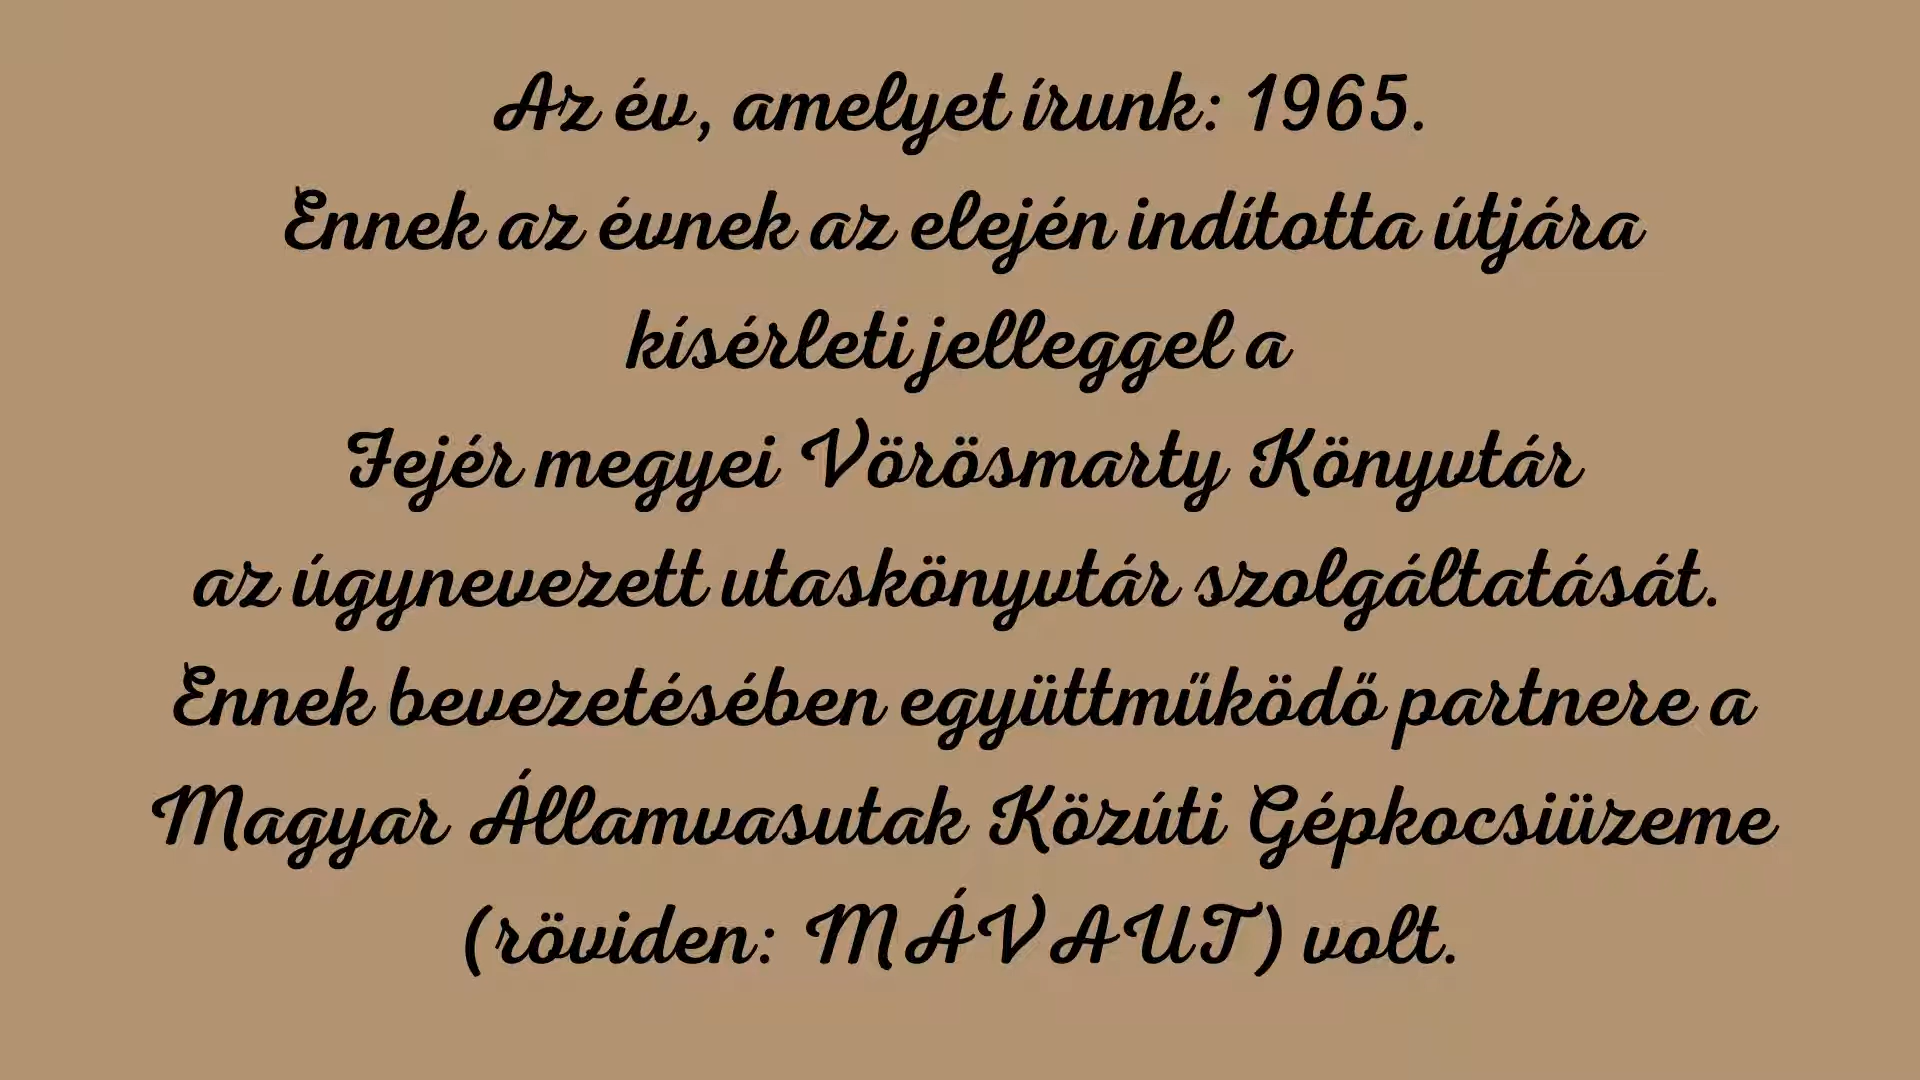 Az év, amelyet írunk: 1965.
Ennek az évnek az elején indította útjára
kísérleti jelleggel a
Fejér megyei Vörösmarty Könyvtár
az úgynevezett utaskönyvtár szolgáltatását.
Ennek bevezetésében együttműködő partnere a
Magyar Államvasutak Közúti Gépkocsiüzeme
(röviden: MÁVAUT) volt.